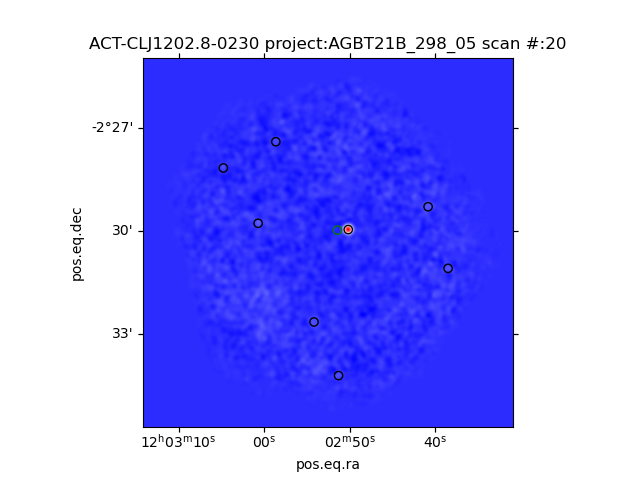 ACT-CLJ1202.8-0230 project:AGBT21B_298_05 scan #:20
-2°27'
30'
33'
pos.eq.dec
12ʰ03ᵐ10ˢ 00ˢ 02ᵐ50ˢ 40ˢ
pos.eq.ra